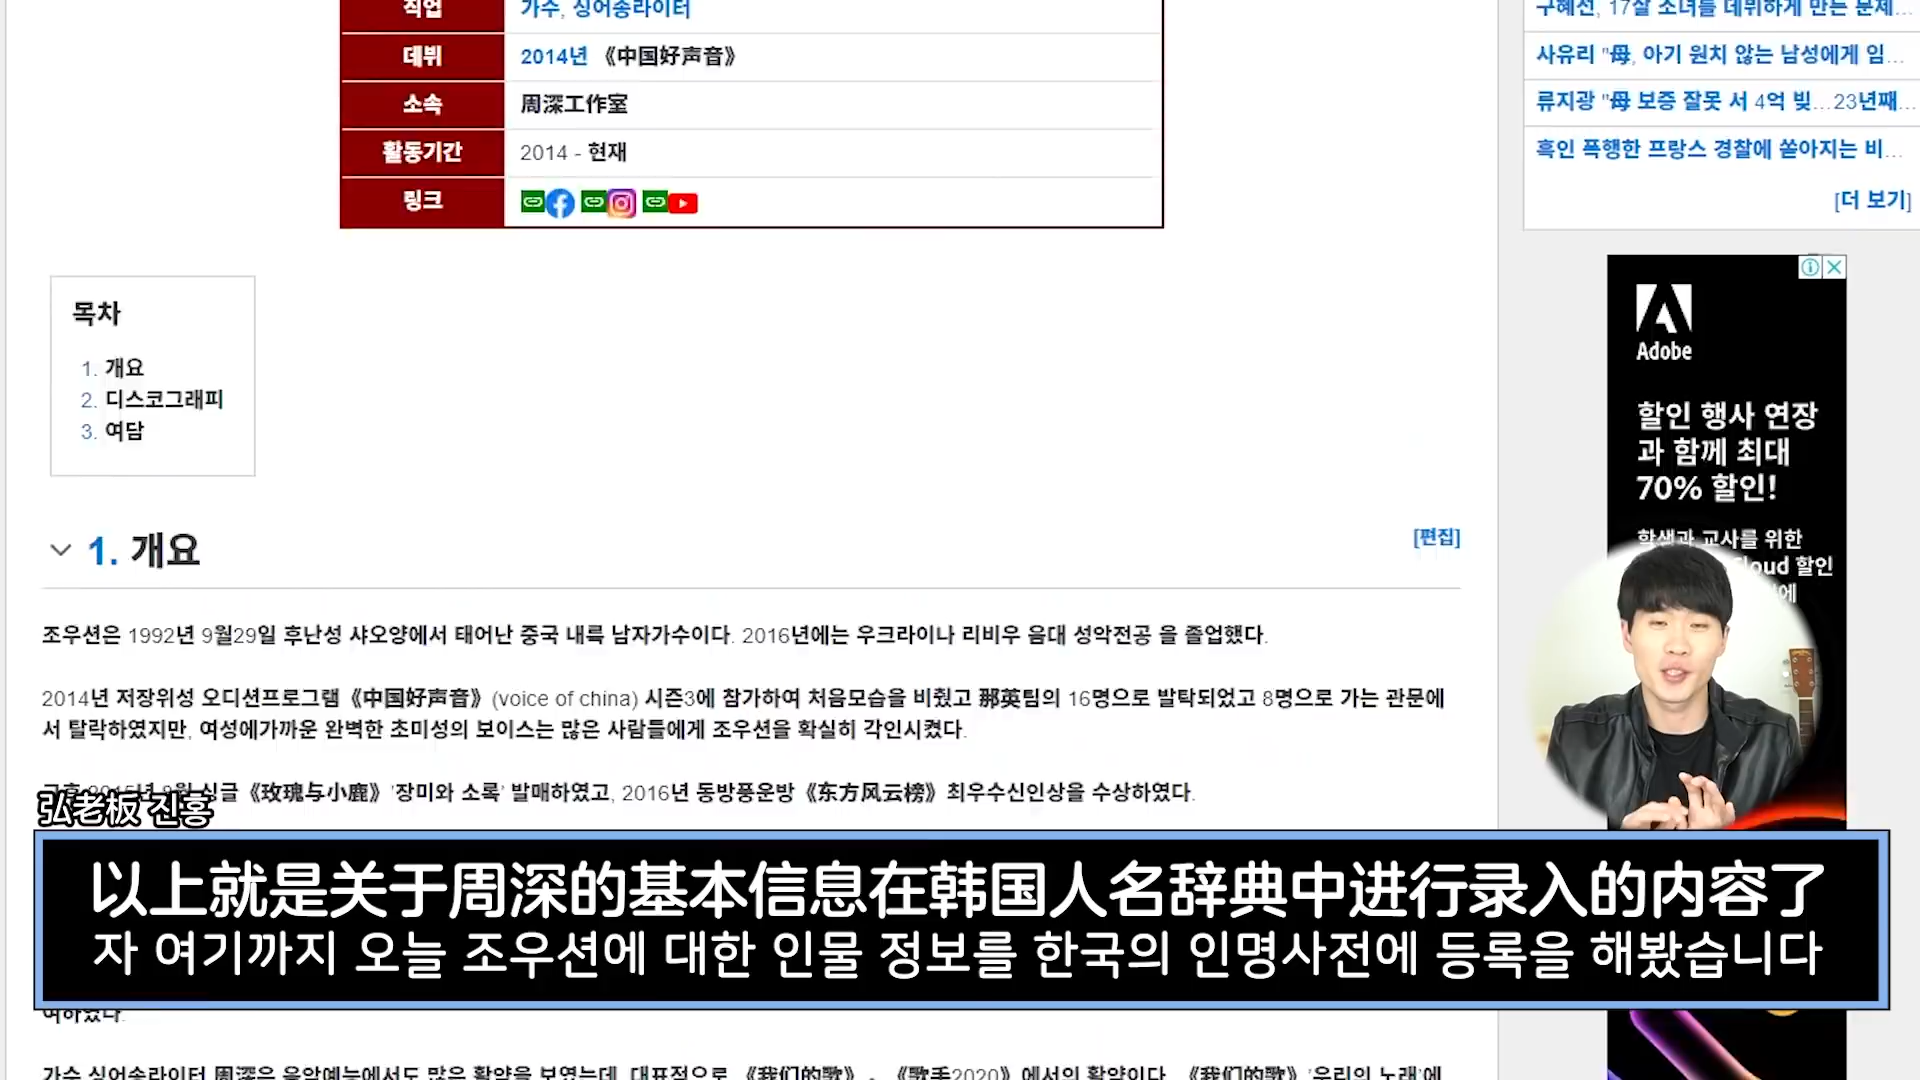 직업 가수, 싱어송라이터
데뷔 2014년 《中国好声音》
소속 周深工作室
활동기간 2014 - 현재
링크
목차
1. 개요
2. 디스코그래피
3. 여담
1. 개요 [편집]
조우션은 1992년 9월29일 후난성 샤오양에서 태어난 중국 내륙 남자가수이다. 2016년에는 우크라이나 리비우 음대 성악전공 을 졸업했다.
2014년 저장위성 오디션프로그램《中国好声音》(voice of china) 시즌3에 참가하여 처음모습을 비췄고 那英팀의 16명으로 발탁되었고 8명으로 가는 관문에
서 탈락하였지만, 여성에가까운 완벽한 초미성의 보이스는 많은 사람들에게 조우션을 확실히 각인시켰다.
싱글《玫瑰与小鹿》'장미와 소록' 발매하였고, 2016년 동방풍운방《东方风云榜》최우수신인상을 수상하였다.
弘老板 진홍
以上就是关于周深的基本信息在韩国人名辞典中进行录入的内容了
자 여기까지 오늘 조우션에 대한 인물 정보를 한국의 인명사전에 등록을 해봤습니다
여하였다.
가수 싱어송라이터 周深은 음악예능에서도 많은 활약을 보였는데, 대표적으로 《我们的歌》, 《歌手2020》에서의 활약이다. 《我们的歌》'우리의 노래'에
구혜선, 17살 소녀를 데뷔하게 만든 문제...
사유리 "母, 아기 원치 않는 남성에게 임...
류지광 "母 보증 잘못 서 4억 빚...23년째...
흑인 폭행한 프랑스 경찰에 쏟아지는 비...
[더 보기]
Adobe
할인 행사 연장
과 함께 최대
70% 할인!
학생과 교사를 위한
Cloud 할인